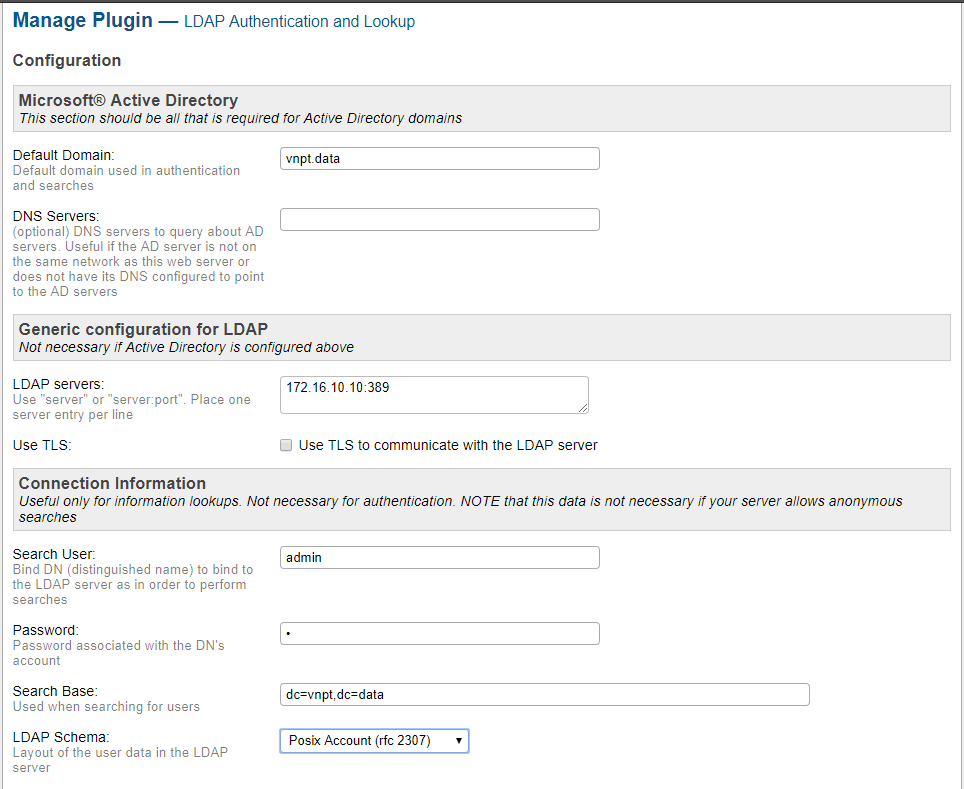 Manage Plugin — LDAP Authentication and Lookup
Configuration
Microsoft® Active Directory
This section should be all that is required for Active Directory domains
Default Domain:
Default domain used in authentication
and searches
vnpt.data
DNS Servers:
(optional) DNS servers to query about AD
servers. Useful if the AD server is not on
the same network as this web server or
does not have its DNS configured to point
to the AD servers
Generic configuration for LDAP
Not necessary if Active Directory is configured above
LDAP servers:
Use "server" or "server:port". Place one
server entry per line
172.16.10.10:389
Use TLS:
Use TLS to communicate with the LDAP server
Connection Information
Useful only for information lookups. Not necessary for authentication. NOTE that this data is not necessary if your server allows anonymous
searches
Search User:
Bind DN (distinguished name) to bind to
the LDAP server as in order to perform
searches
admin
Password:
Password associated with the DN's
account
•
Search Base:
Used when searching for users
dc=vnpt,dc=data
LDAP Schema:
Layout of the user data in the LDAP
server
Posix Account (rfc 2307)